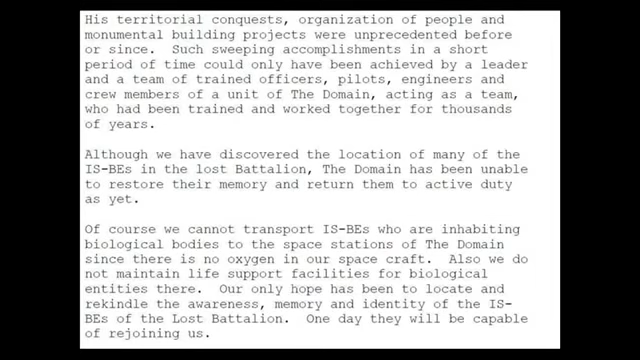 His territorial conquests, organization of people and
monumental building projects were unprecedented before
or since.  Such sweeping accomplishments in a short
period of time could only have been achieved by a leader
and a team of trained officers, pilots, engineers and
crew members of a unit of The Domain, acting as a team,
who had been trained and worked together for thousands
of years.

Although we have discovered the location of many of the
IS-BEs in the lost Battalion, The Domain has been unable
to restore their memory and return them to active duty
as yet.

Of course we cannot transport IS-BEs who are inhabiting
biological bodies to the space stations of The Domain
since there is no oxygen in our space craft.  Also we do
not maintain life support facilities for biological
entities there.  Our only hope has been to locate and
rekindle the awareness, memory and identity of the IS-
BEs of the Lost Battalion.  One day they will be capable
of rejoining us.